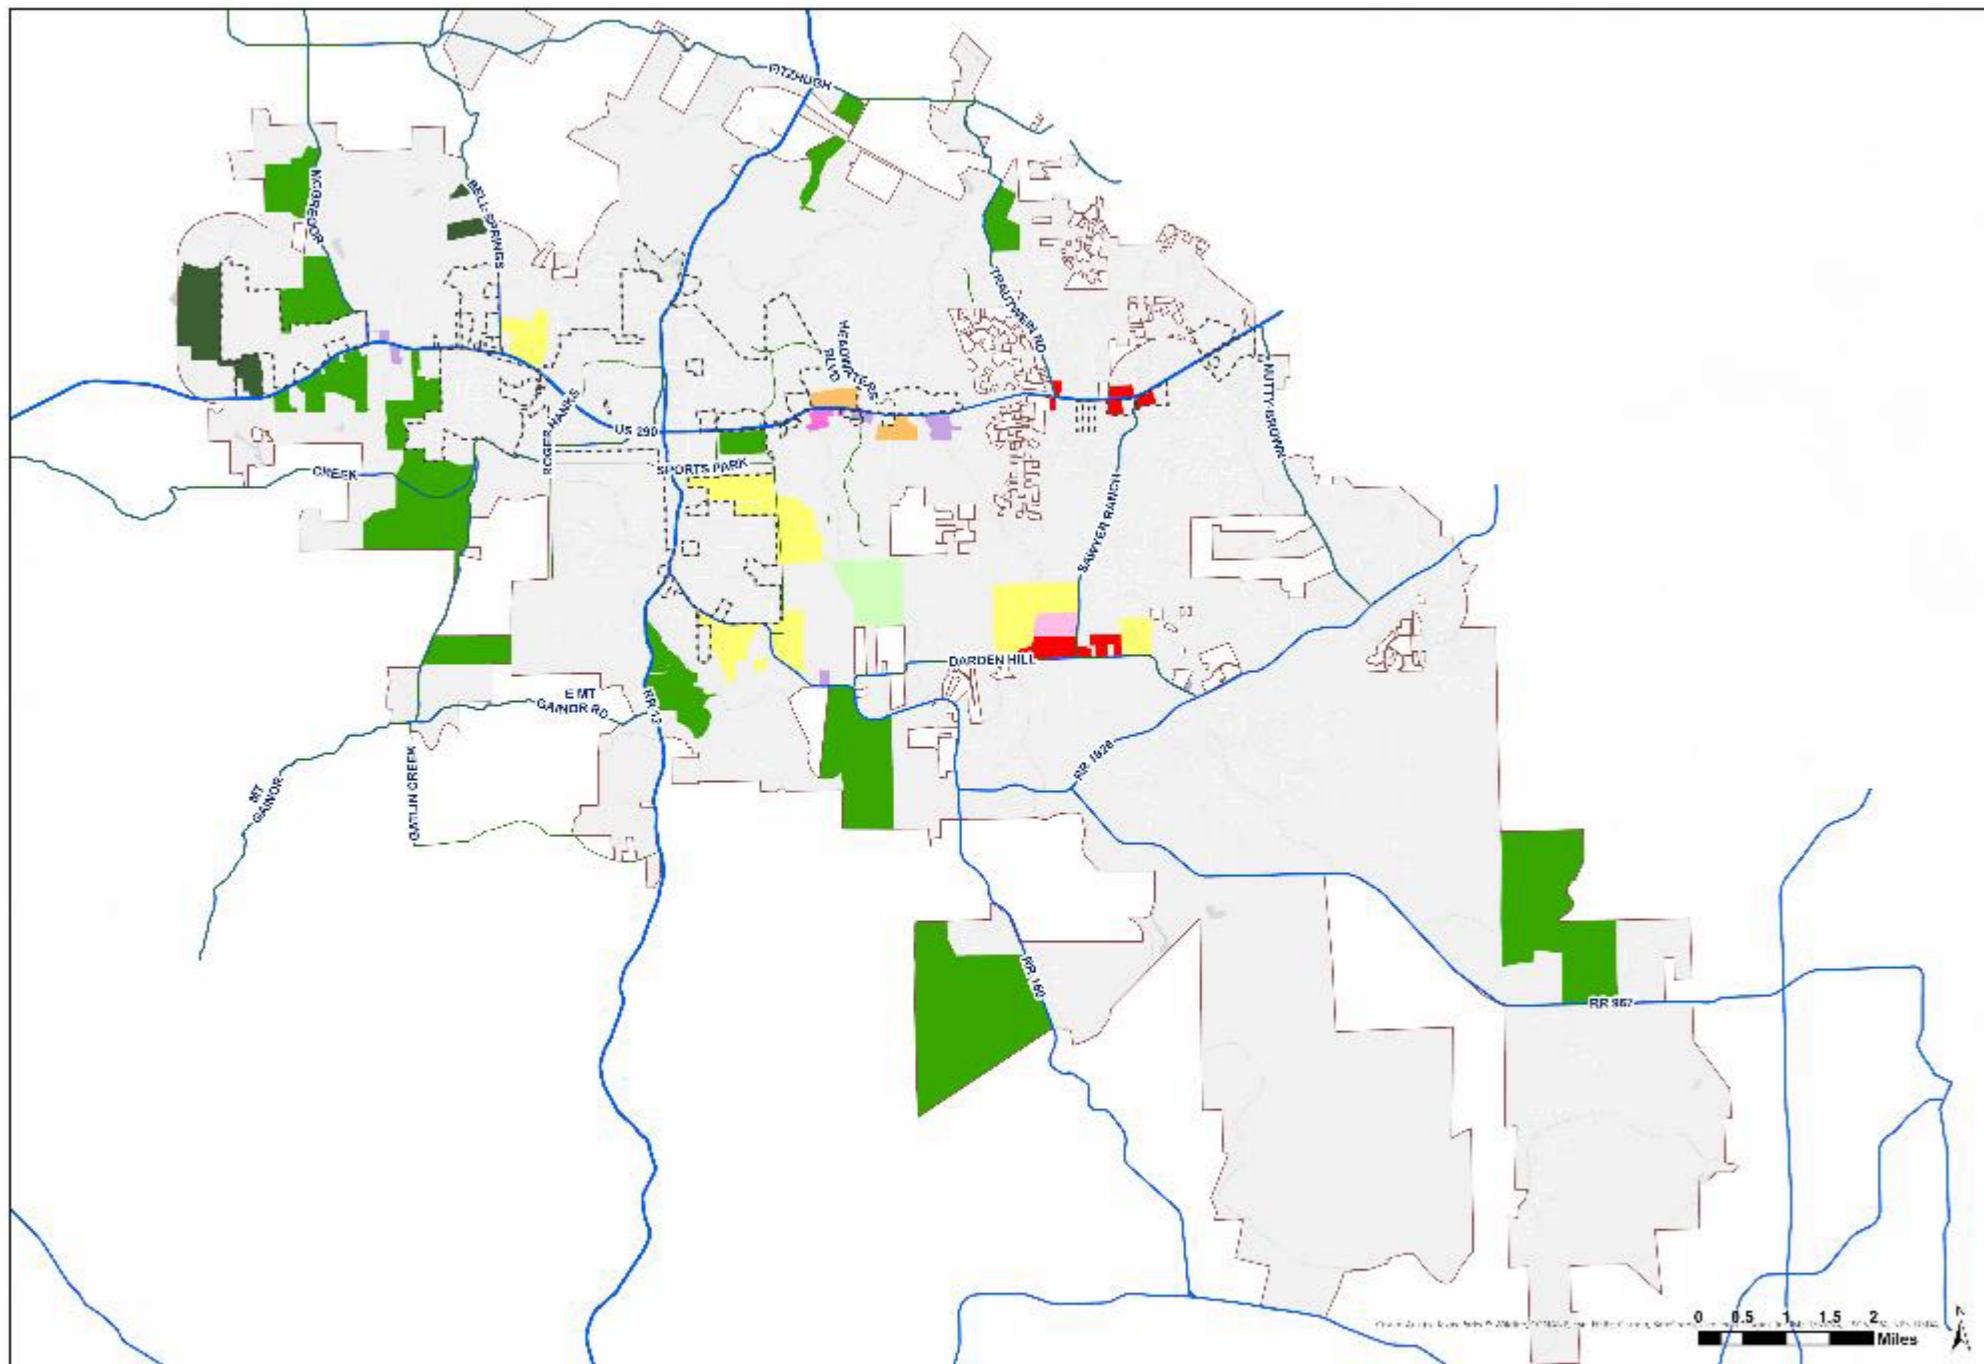 FITZHUGH
MCGREGOR
BELL SPRINGS
TRAUTWEIN RD
HEADWATERS
BLVD
NUTTY BROWN
ROGER HANKS
US 290
SPORTS PARK
CREEK
SAWYER RANCH
DARDEN HILL
E MT
GAINOR RD
RR 12
RR 1826
MT
GAINOR
GATLIN CREEK
RR 150
RR 967
0 0.5 1 1.5 2
Miles
N